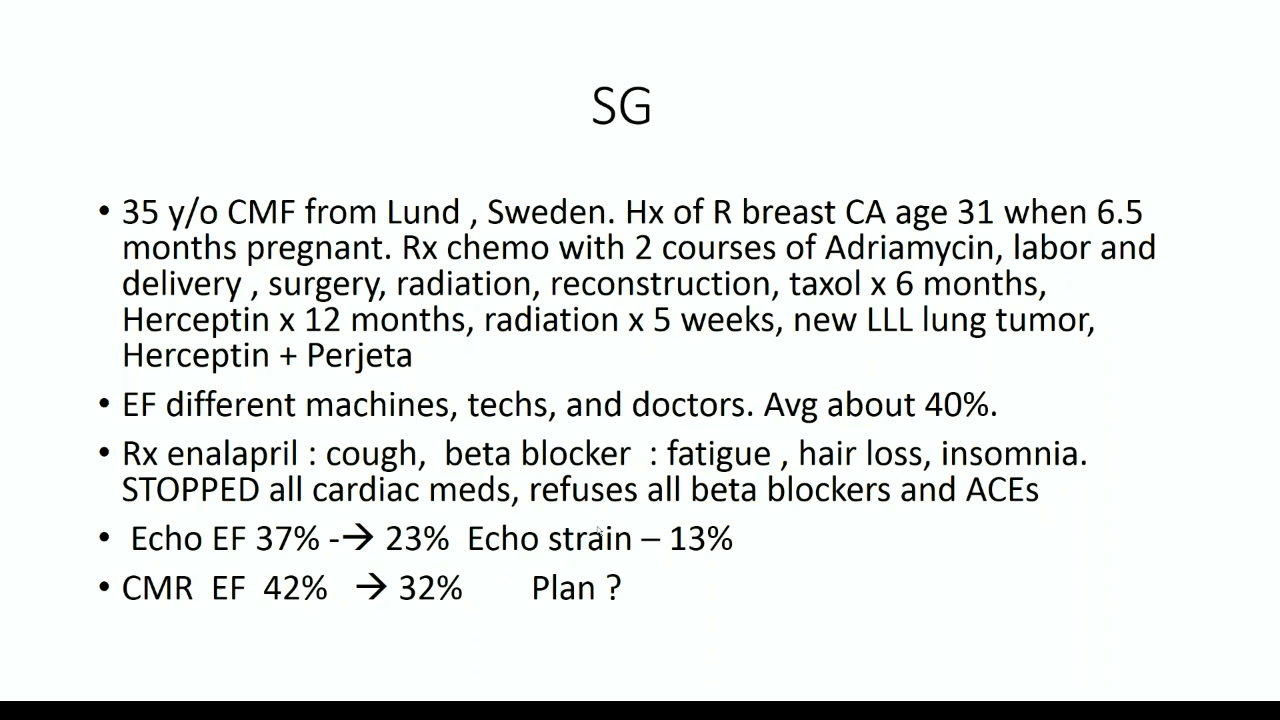 SG
• 35 y/o CMF from Lund , Sweden. Hx of R breast CA age 31 when 6.5
months pregnant. Rx chemo with 2 courses of Adriamycin, labor and
delivery , surgery, radiation, reconstruction, taxol x 6 months,
Herceptin x 12 months, radiation x 5 weeks, new LLL lung tumor,
Herceptin + Perjeta
• EF different machines, techs, and doctors. Avg about 40%.
• Rx enalapril : cough,  beta blocker  : fatigue , hair loss, insomnia.
STOPPED all cardiac meds, refuses all beta blockers and ACEs
• Echo EF 37% -→ 23%  Echo strain – 13%
• CMR  EF  42%   → 32%      Plan ?